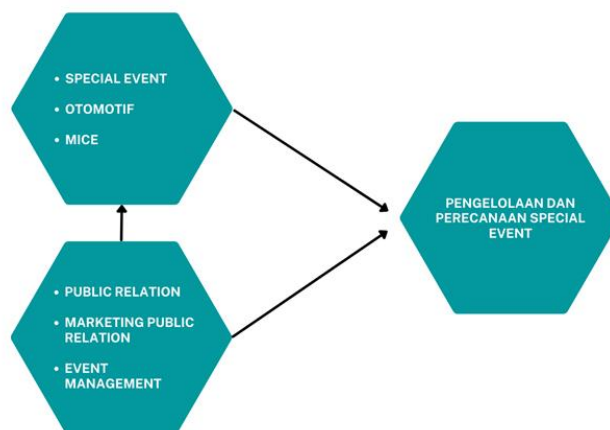 • SPECIAL EVENT
• OTOMOTIF
• MICE
PENGELOLAAN DAN
PERECANAAN SPECIAL
EVENT
• PUBLIC RELATION
• MARKETING PUBLIC
RELATION
• EVENT
MANAGEMENT